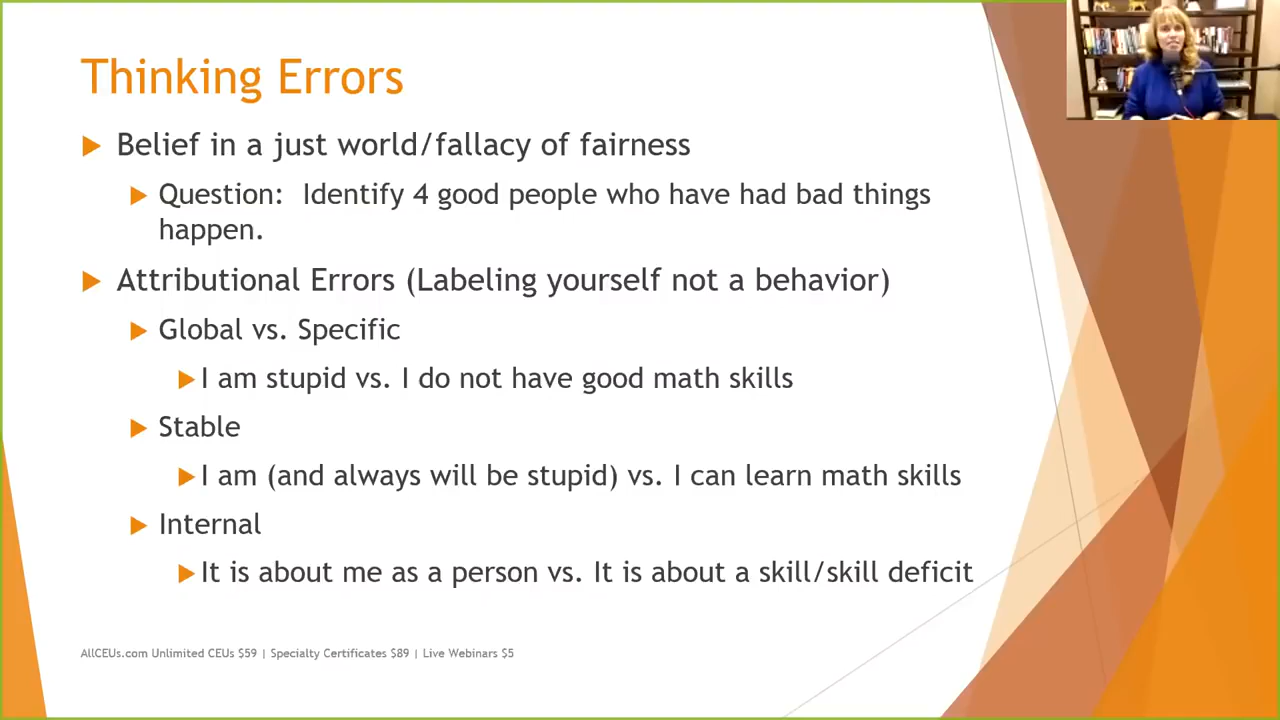 Thinking Errors
Belief in a just world/fallacy of fairness
Question:  Identify 4 good people who have had bad things
happen.
Attributional Errors (Labeling yourself not a behavior)
Global vs. Specific
I am stupid vs. I do not have good math skills
Stable
I am (and always will be stupid) vs. I can learn math skills
Internal
It is about me as a person vs. It is about a skill/skill deficit
AllCEUs.com Unlimited CEUs $59 | Specialty Certificates $89 | Live Webinars $5